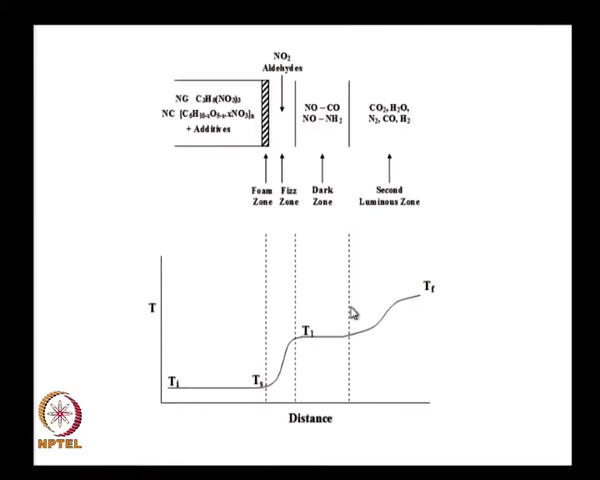 NO2
Aldehydes
NG C3H5(NO3)3
NC [C6H10-xO5-x.xNO3]n
+ Additives
NO – CO
NO – NH2
CO2, H2O,
N2, CO, H2
Foam Zone
Fizz Zone
Dark Zone
Second Luminous Zone
T
Ti
Ts
T1
Tf
Distance
NPTEL